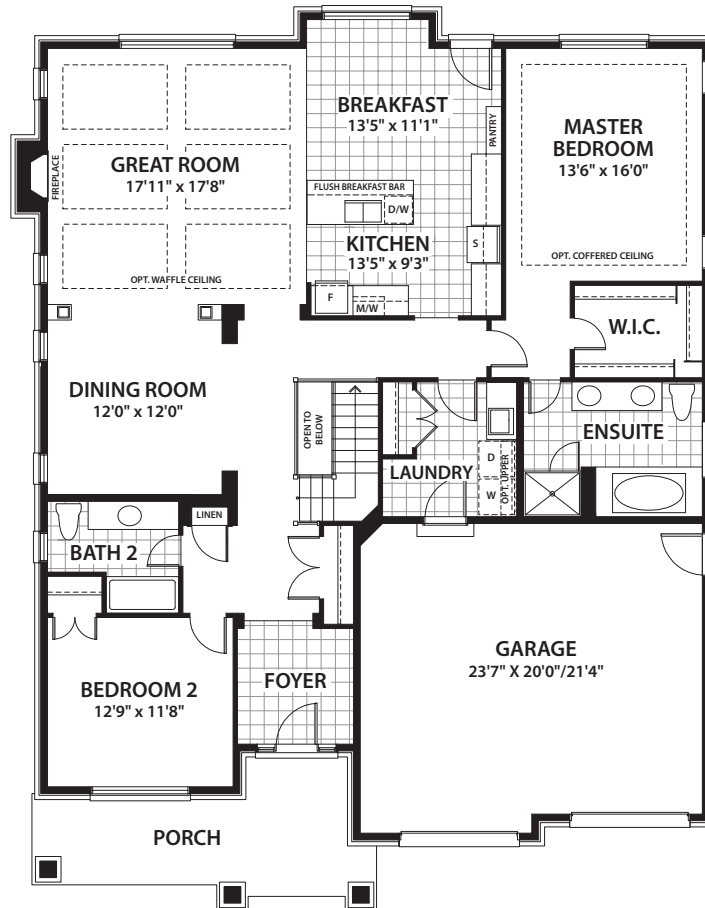 BREAKFAST
13'5" x 11'1"
PANTRY
MASTER
BEDROOM
13'6" x 16'0"
GREAT ROOM
17'11" x 17'8"
FIREPLACE
FLUSH BREAKFAST BAR
D/W
KITCHEN
13'5" x 9'3"
S
OPT. COFFERED CEILING
OPT. WAFFLE CEILING
F
M/W
W.I.C.
DINING ROOM
12'0" x 12'0"
OPEN TO
BELOW
ENSUITE
LAUNDRY
D
W
OPT. UPPER
LINEN
BATH 2
GARAGE
23'7" X 20'0"/21'4"
FOYER
BEDROOM 2
12'9" x 11'8"
PORCH